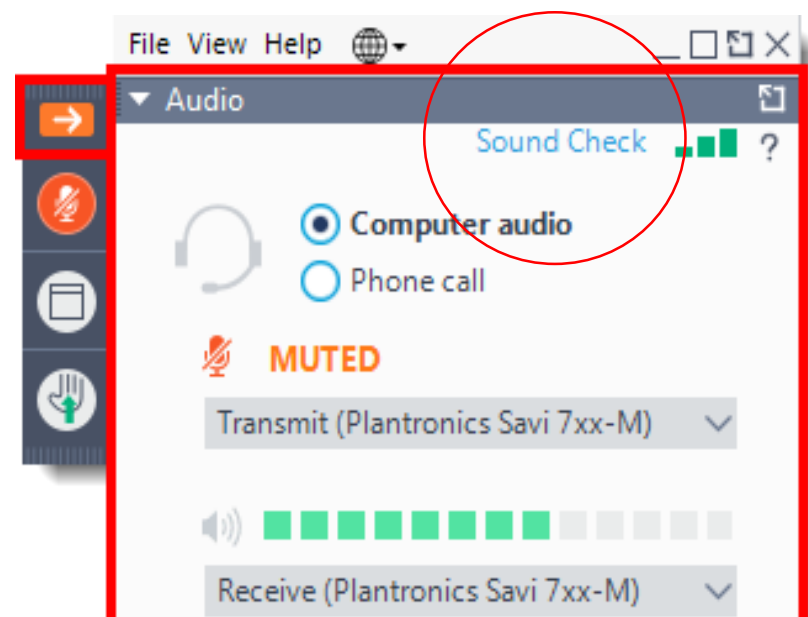 File View Help
Audio
Sound Check ?
Computer audio
Phone call
MUTED
Transmit (Plantronics Savi 7xx-M)
Receive (Plantronics Savi 7xx-M)